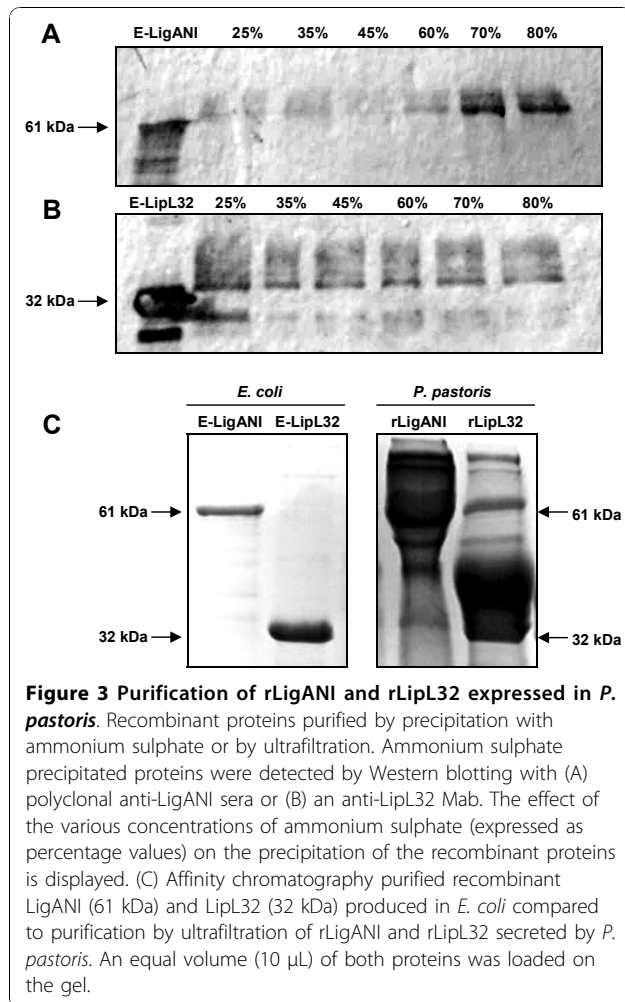 A
E-LigANI 25% 35% 45% 60% 70% 80%
61 kDa
B
E-LipL32 25% 35% 45% 60% 70% 80%
32 kDa
C
E. coli
P. pastoris
E-LigANI E-LipL32
rLigANI rLipL32
61 kDa
61 kDa
32 kDa
32 kDa
Figure 3 Purification of rLigANI and rLipL32 expressed in P.
pastoris. Recombinant proteins purified by precipitation with
ammonium sulphate or by ultrafiltration. Ammonium sulphate
precipitated proteins were detected by Western blotting with (A)
polyclonal anti-LigANI sera or (B) an anti-LipL32 Mab. The effect of
the various concentrations of ammonium sulphate (expressed as
percentage values) on the precipitation of the recombinant proteins
is displayed. (C) Affinity chromatography purified recombinant
LigANI (61 kDa) and LipL32 (32 kDa) produced in E. coli compared
to purification by ultrafiltration of rLigANI and rLipL32 secreted by P.
pastoris. An equal volume (10 μL) of both proteins was loaded on
the gel.